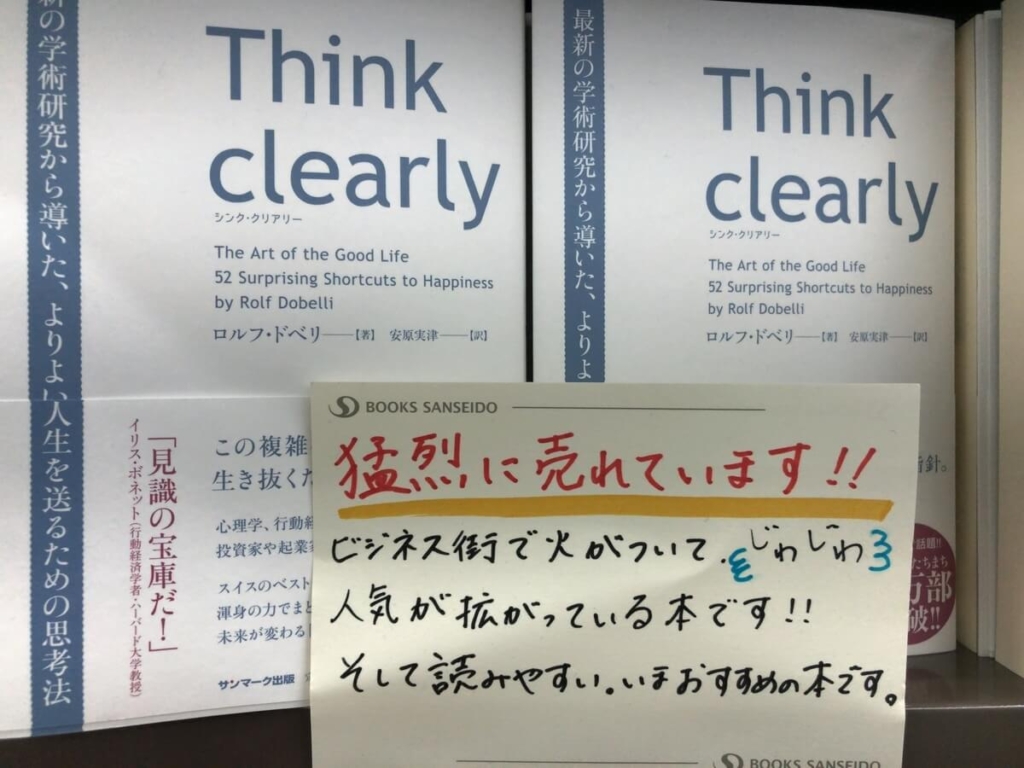 新の学術研究から導いた、よりよい人生を送るための思考法
Think
clearly
シンク・クリアリー
The Art of the Good Life
52 Surprising Shortcuts to Happiness
by Rolf Dobelli
ロルフ・ドベリ──【著】 安原実津──【訳】
「見識の宝庫だ!」
イリス・ボネット(行動経済学者・ハーバード大学教授)
この複雑
生き抜くた
心理学、行動経
投資家や起業
スイスのベスト
渾身の力でまと
未来が変わる
サンマーク出版
最新の学術研究から導いた、よりよ
Think
clearly
シンク・クリアリー
The Art of the Good Life
52 Surprising Shortcuts to Happiness
by Rolf Dobelli
ロルフ・ドベリ──【著】 安原実津──【訳】
針。
話題!!
たちまち
万部
破!!
BOOKS SANSEIDO
猛烈に売れています!!
ビジネス街で火がついて、じわじわ
人気が拡がっている本です!!
そして読みやすい。いまおすすめの本です。
BOOKS SANSEIDO